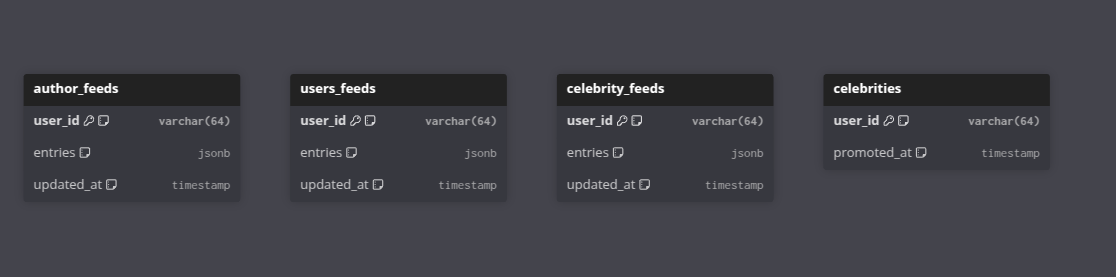 author_feeds
user_id varchar(64)
entries jsonb
updated_at timestamp
users_feeds
user_id varchar(64)
entries jsonb
updated_at timestamp
celebrity_feeds
user_id varchar(64)
entries jsonb
updated_at timestamp
celebrities
user_id varchar(64)
promoted_at timestamp